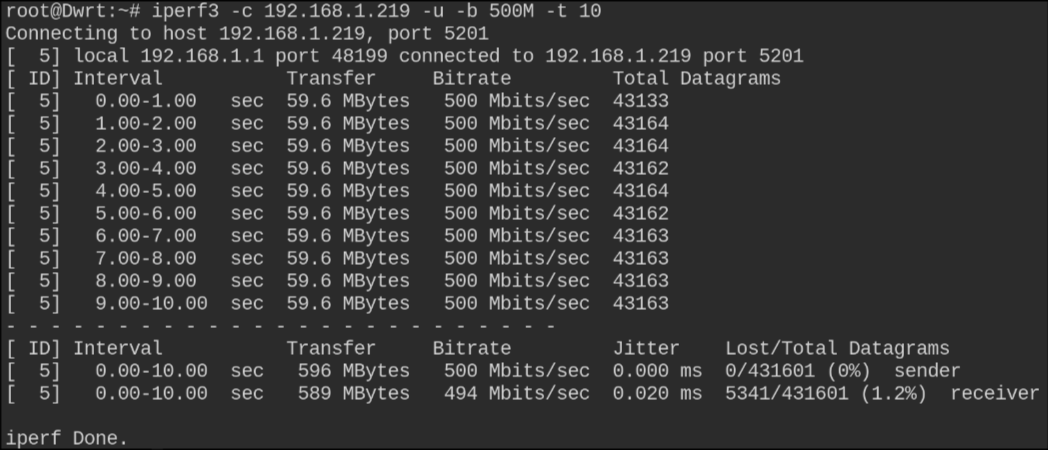 root@Dwrt:~# iperf3 -c 192.168.1.219 -u -b 500M -t 10
Connecting to host 192.168.1.219, port 5201
[  5] local 192.168.1.1 port 48199 connected to 192.168.1.219 port 5201
[ ID] Interval           Transfer     Bitrate         Total Datagrams
[  5]   0.00-1.00   sec  59.6 MBytes   500 Mbits/sec  43133
[  5]   1.00-2.00   sec  59.6 MBytes   500 Mbits/sec  43164
[  5]   2.00-3.00   sec  59.6 MBytes   500 Mbits/sec  43164
[  5]   3.00-4.00   sec  59.6 MBytes   500 Mbits/sec  43162
[  5]   4.00-5.00   sec  59.6 MBytes   500 Mbits/sec  43164
[  5]   5.00-6.00   sec  59.6 MBytes   500 Mbits/sec  43162
[  5]   6.00-7.00   sec  59.6 MBytes   500 Mbits/sec  43163
[  5]   7.00-8.00   sec  59.6 MBytes   500 Mbits/sec  43163
[  5]   8.00-9.00   sec  59.6 MBytes   500 Mbits/sec  43163
[  5]   9.00-10.00  sec  59.6 MBytes   500 Mbits/sec  43163
- - - - - - - - - - - - - - - - - - - - - - - - -
[ ID] Interval           Transfer     Bitrate         Jitter    Lost/Total Datagrams
[  5]   0.00-10.00  sec   596 MBytes   500 Mbits/sec  0.000 ms  0/431601 (0%)  sender
[  5]   0.00-10.00  sec   589 MBytes   494 Mbits/sec  0.020 ms  5341/431601 (1.2%)  receiver
iperf Done.